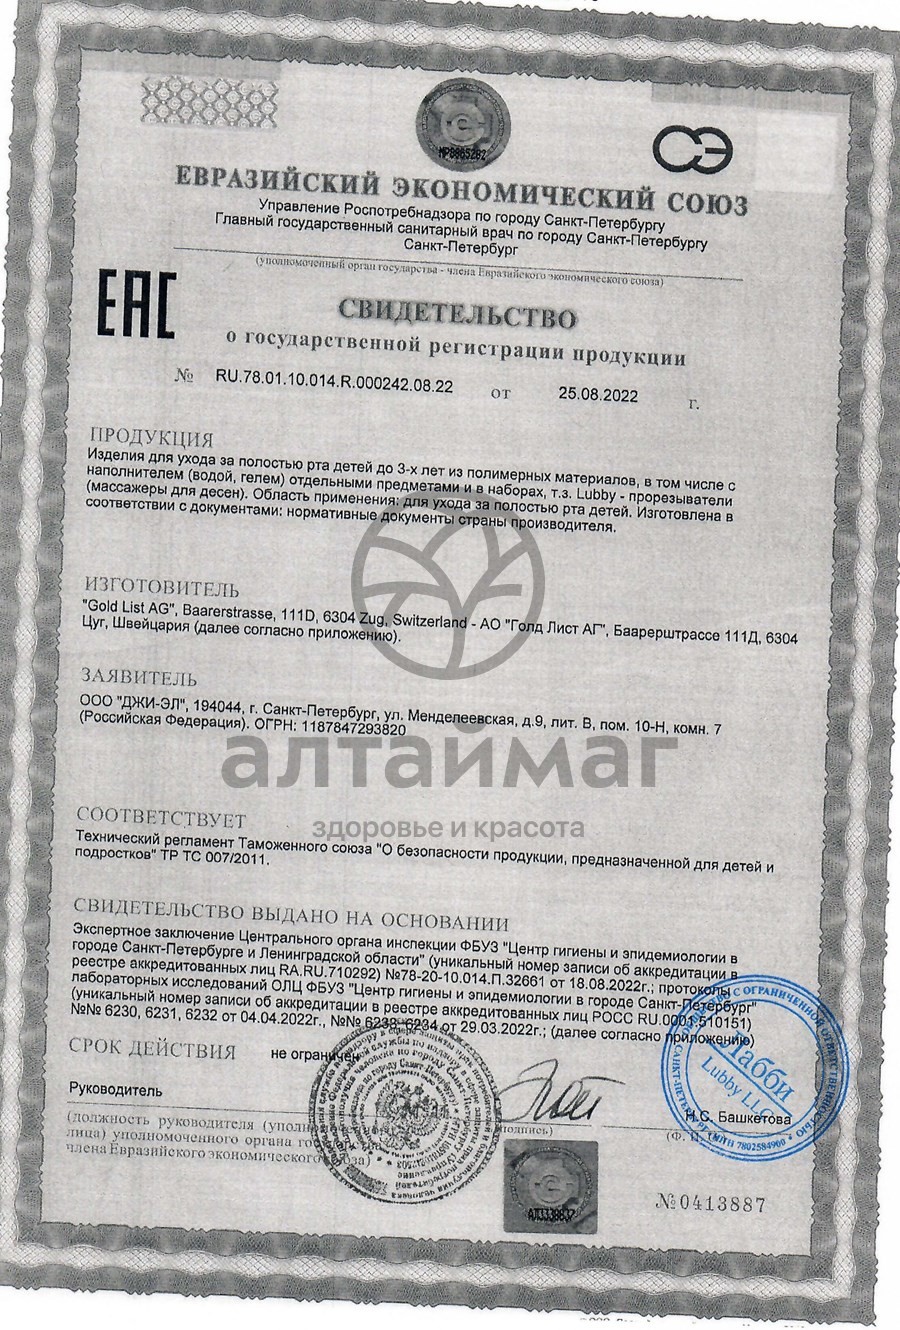 МР8865282
СЭ
ЕВРАЗИЙСКИЙ ЭКОНОМИЧЕСКИЙ СОЮЗ
Управление Роспотребнадзора по городу Санкт-Петербургу
Главный государственный санитарный врач по городу Санкт-Петербургу
Санкт-Петербург
(уполномоченный орган государства - члена Евразийского экономического союза)
ЕАС
СВИДЕТЕЛЬСТВО
о государственной регистрации продукции
№ RU.78.01.10.014.R.000242.08.22 от 25.08.2022 г.
ПРОДУКЦИЯ
Изделия для ухода за полостью рта детей до 3-х лет из полимерных материалов, в том числе с
наполнителем (водой, гелем) отдельными предметами и в наборах, т.з. Lubby - прорезыватели
(массажеры для десен). Область применения: для ухода за полостью рта детей. Изготовлена в
соответствии с документами: нормативные документы страны производителя.
ИЗГОТОВИТЕЛЬ
"Gold List AG", Baarerstrasse, 111D, 6304 Zug, Switzerland - АО "Голд Лист АГ", Баарерштрассе 111Д, 6304
Цуг, Швейцария (далее согласно приложению).
ЗАЯВИТЕЛЬ
ООО "ДЖИ-ЭЛ", 194044, г. Санкт-Петербург, ул. Менделеевская, д.9, лит. В, пом. 10-Н, комн. 7
(Российская Федерация). ОГРН: 1187847293820
алтаймаг
здоровье и красота
СООТВЕТСТВУЕТ
Технический регламент Таможенного союза "О безопасности продукции, предназначенной для детей и
подростков" ТР ТС 007/2011.
СВИДЕТЕЛЬСТВО ВЫДАНО НА ОСНОВАНИИ
Экспертное заключение Центрального органа инспекции ФБУЗ "Центр гигиены и эпидемиологии в
городе Санкт-Петербурге и Ленинградской области" (уникальный номер записи об аккредитации в
реестре аккредитованных лиц RA.RU.710292) №78-20-10.014.П.32661 от 18.08.2022г.; протоколы
лабораторных исследований ОЛЦ ФБУЗ "Центр гигиены и эпидемиологии в городе Санкт-Петербург"
(уникальный номер записи об аккредитации в реестре аккредитованных лиц РОСС RU.0001.510151)
№№ 6230, 6231, 6232 от 04.04.2022г., №№ 6233, 6234 от 29.03.2022г.; (далее согласно приложению)
СРОК ДЕЙСТВИЯ не ограничен
Руководитель
(должность руководителя
лица) уполномоченного органа
члена Евразийского экономического союза)
подпись)
Лабби
Lubby LLC
ИНН 7802584900
Н.С. Башкетова
(Ф.
АЛ3338837
№0413887